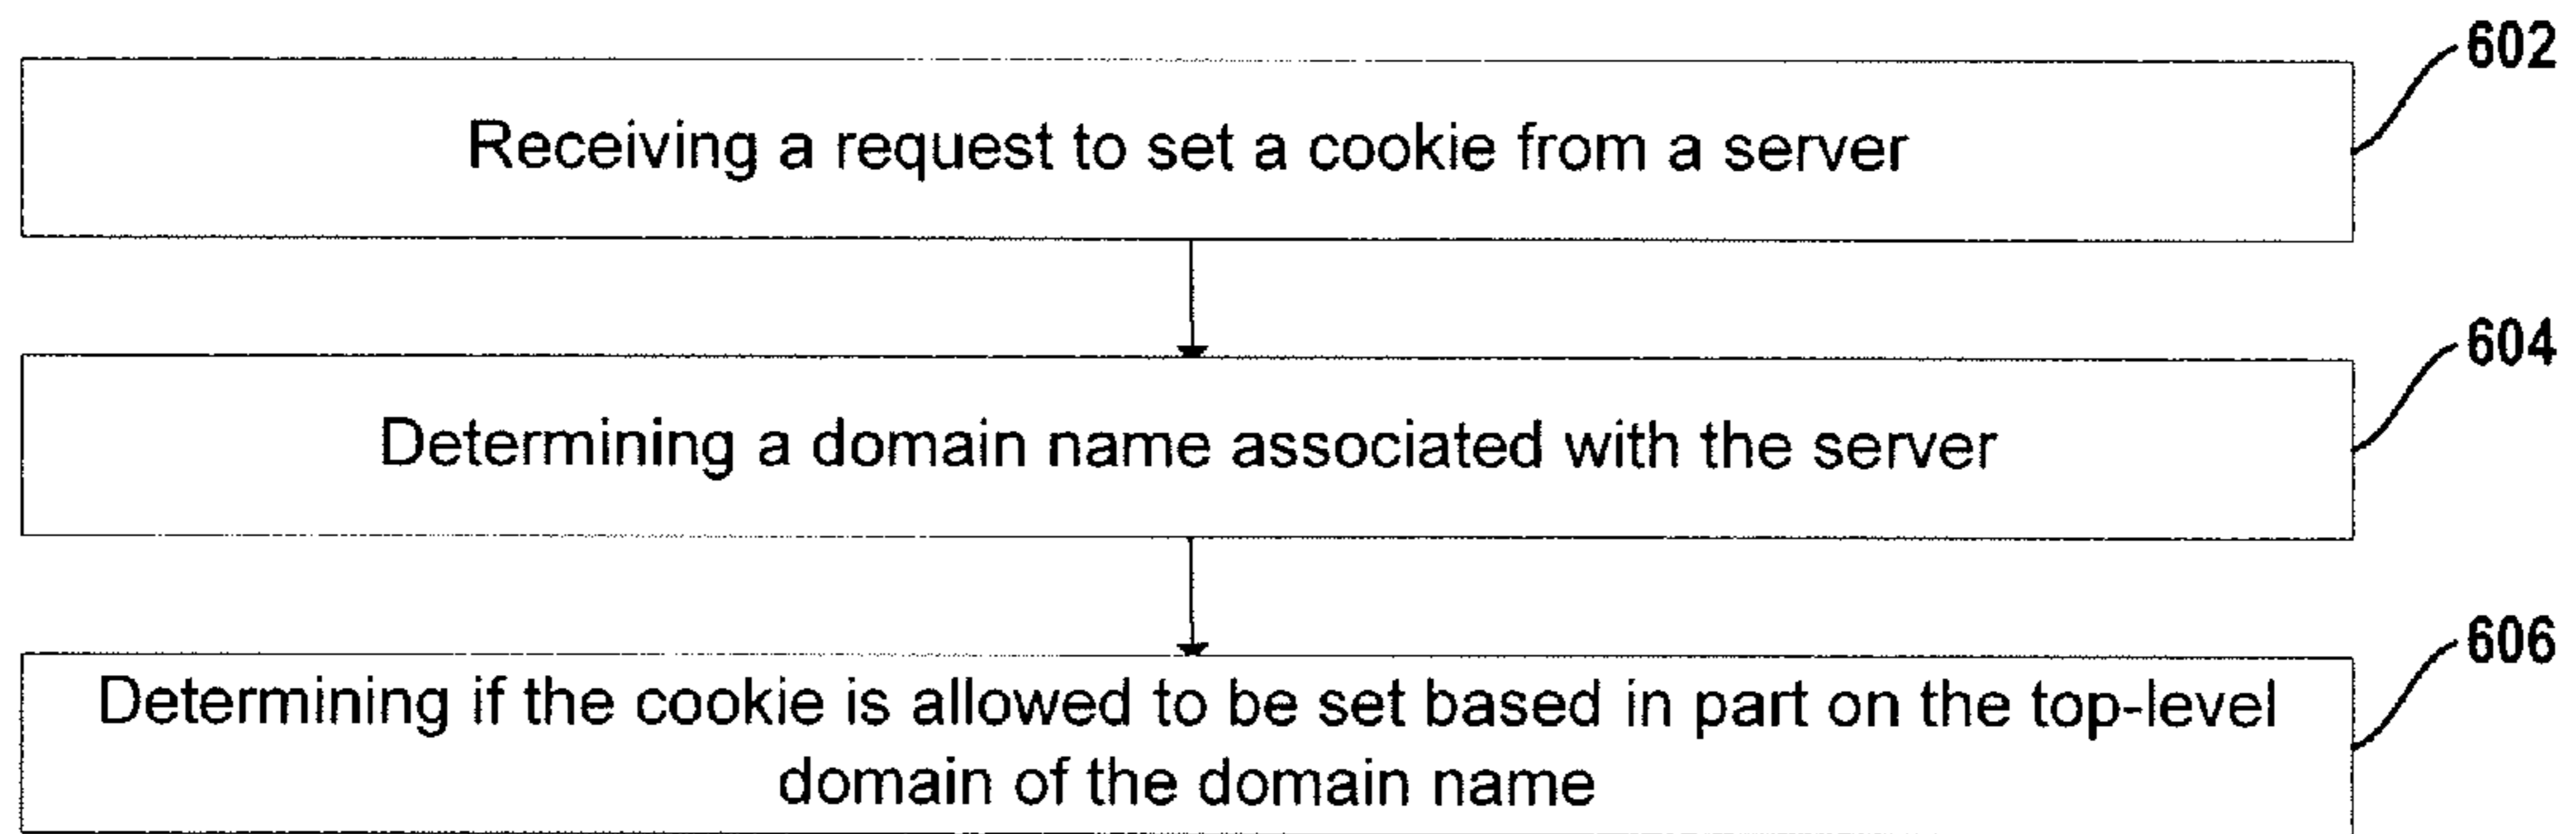 602
Receiving a request to set a cookie from a server
604
Determining a domain name associated with the server
606
Determining if the cookie is allowed to be set based in part on the top-level
domain of the domain name